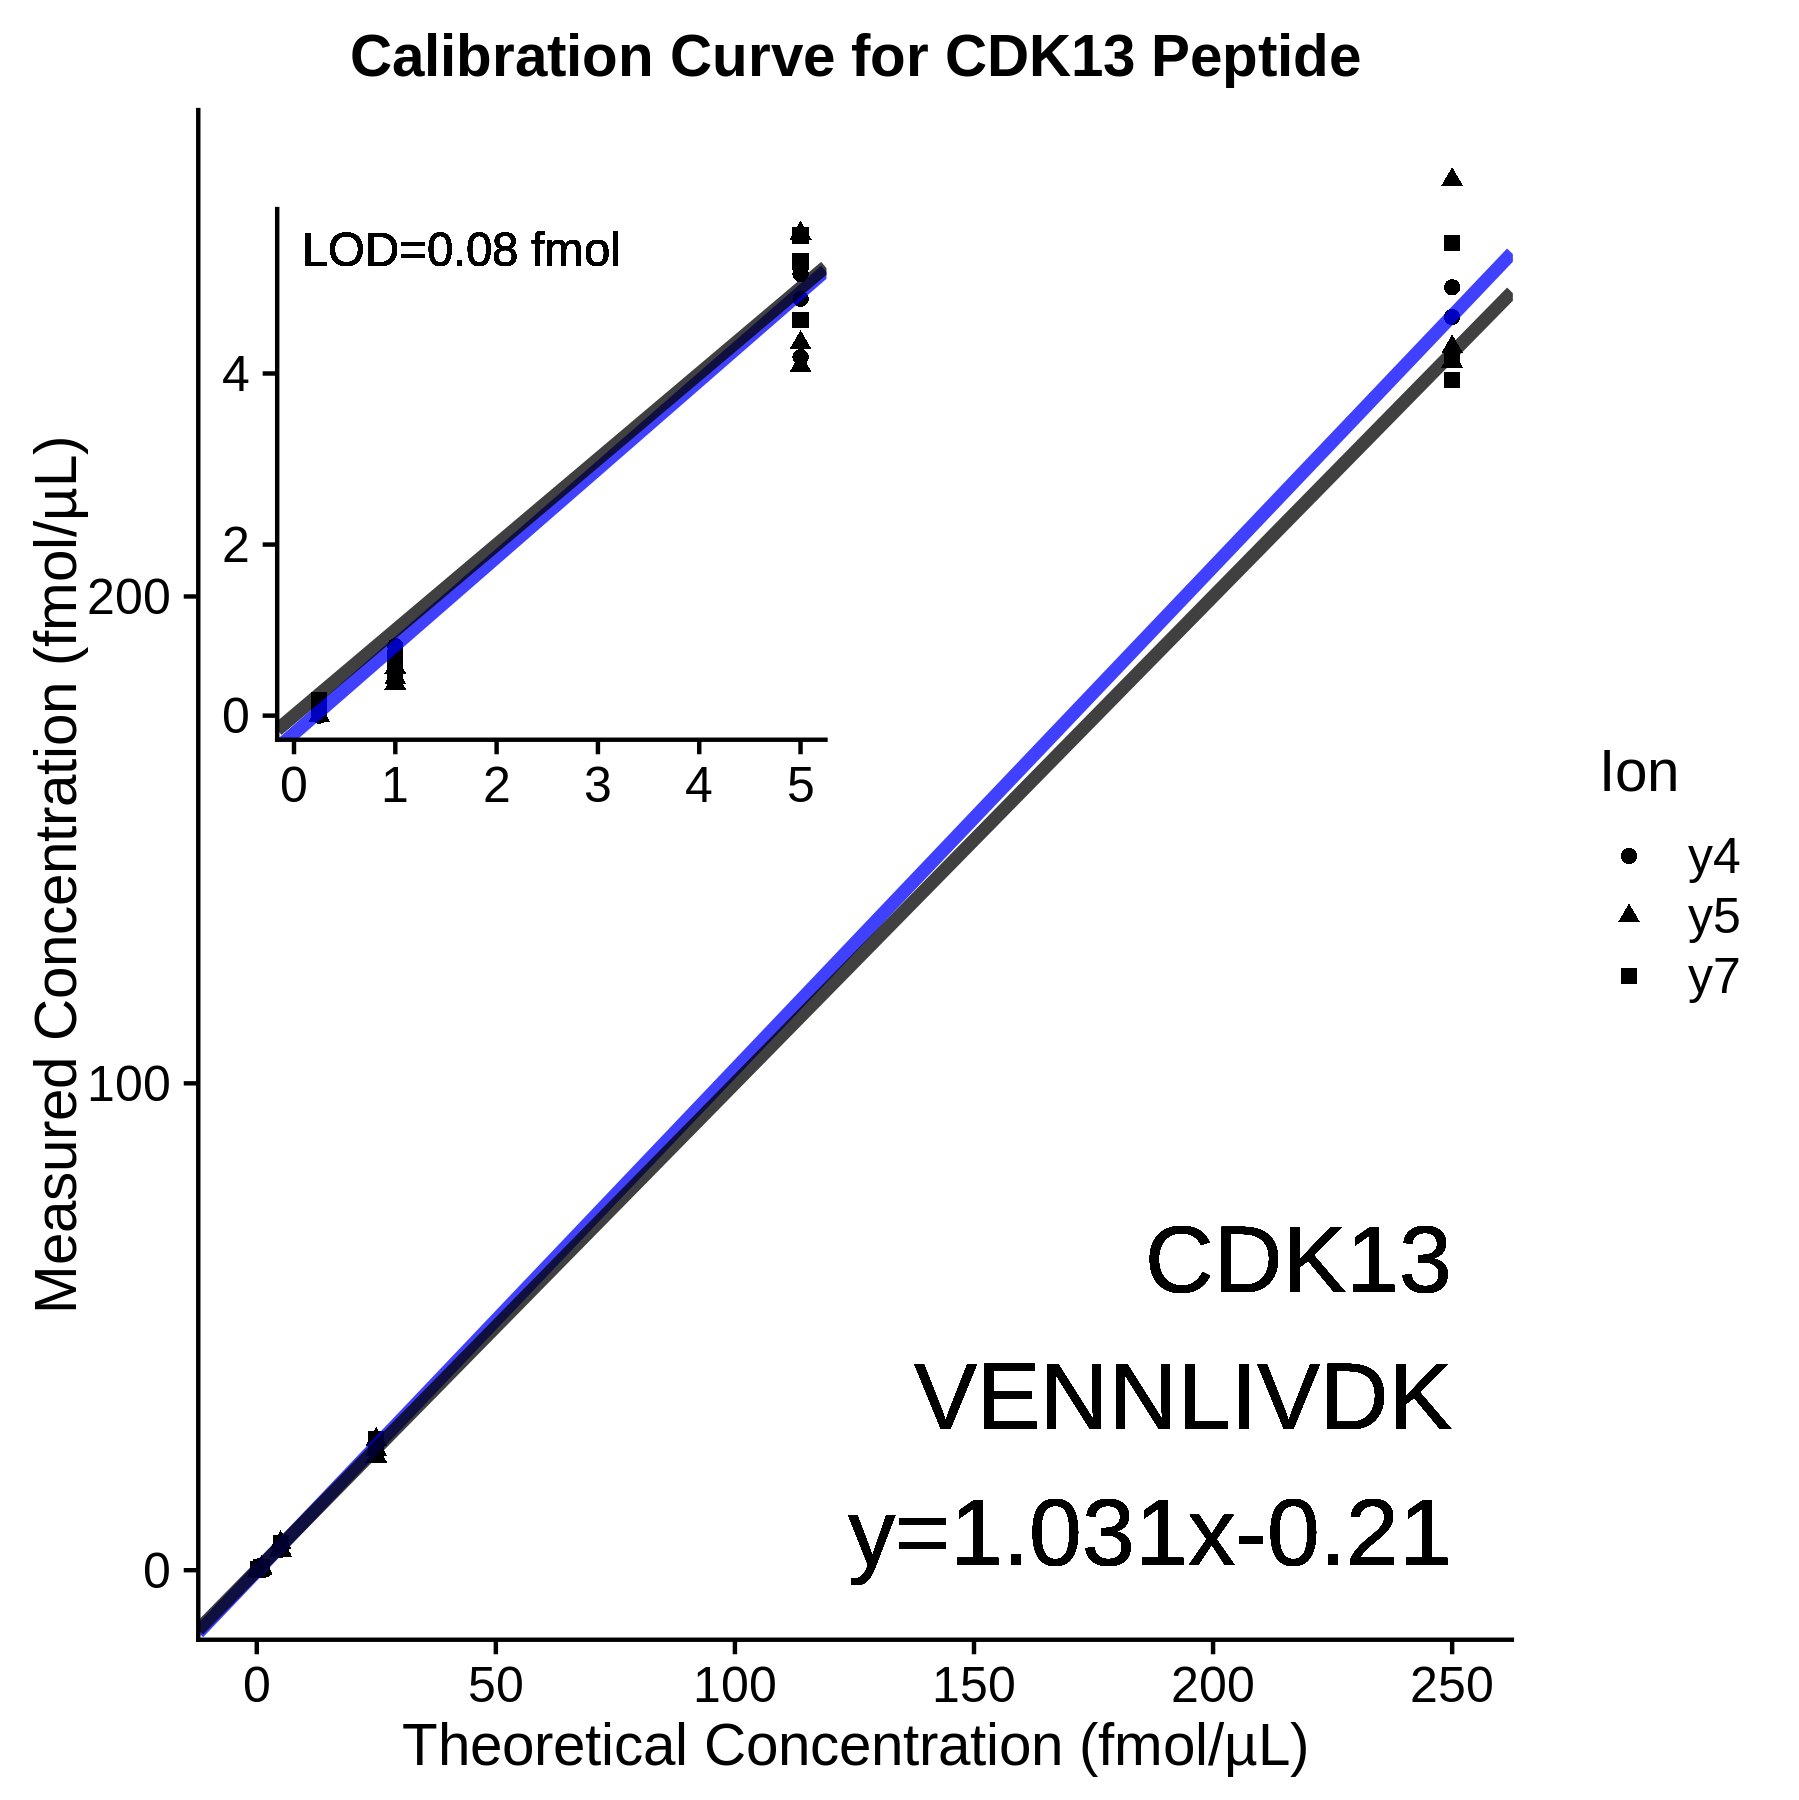 Calibration Curve for CDK13 Peptide
LOD=0.08 fmol
4
2
0
0 1 2 3 4 5
Measured Concentration (fmol/µL)
200
100
0
Ion
y4
y5
y7
CDK13
VENNLIVDK
y=1.031x-0.21
0 50 100 150 200 250
Theoretical Concentration (fmol/µL)